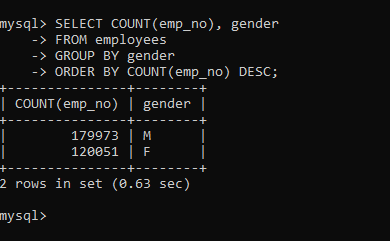 mysql> SELECT COUNT(emp_no), gender
    -> FROM employees
    -> GROUP BY gender
    -> ORDER BY COUNT(emp_no) DESC;
+---------------+--------+
| COUNT(emp_no) | gender |
+---------------+--------+
|        179973 | M      |
|        120051 | F      |
+---------------+--------+
2 rows in set (0.63 sec)
mysql>